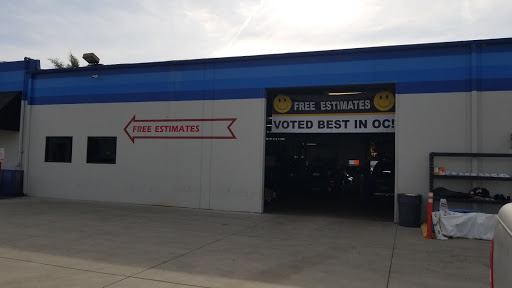 FREE ESTIMATES
FREE ESTIMATES
VOTED BEST IN OC!